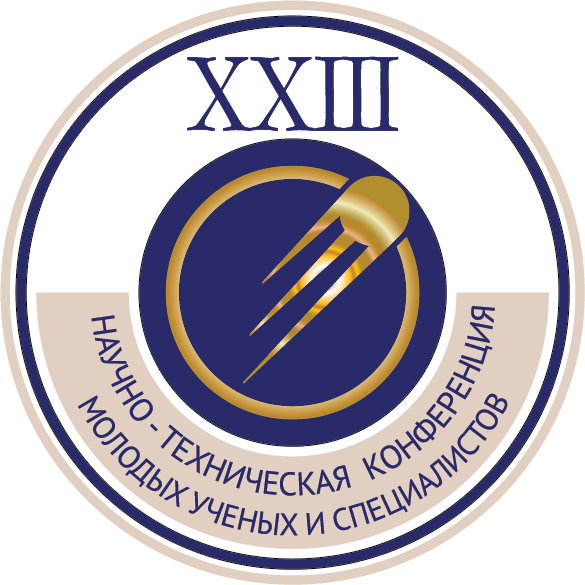 XXIII
НАУЧНО - ТЕХНИЧЕСКАЯ КОНФЕРЕНЦИЯ
МОЛОДЫХ УЧЕНЫХ И СПЕЦИАЛИСТОВ